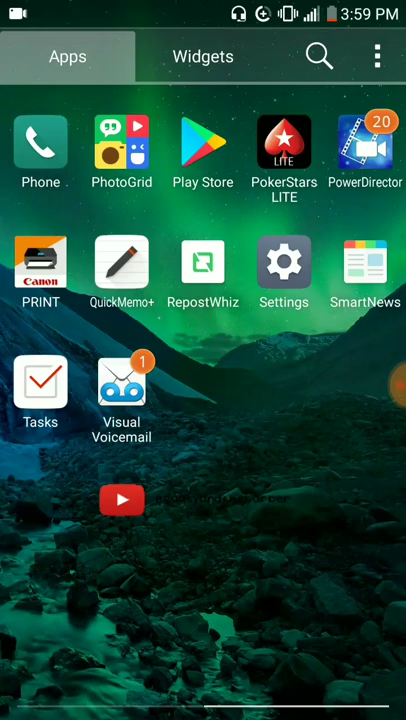 3:59 PM
Apps
Widgets
Phone
PhotoGrid
Play Store
LITE
PokerStars
LITE
20
PowerDirector
Canon
PRINT
QuickMemo+
RepostWhiz
Settings
SmartNews
Tasks
1
Visual
Voicemail